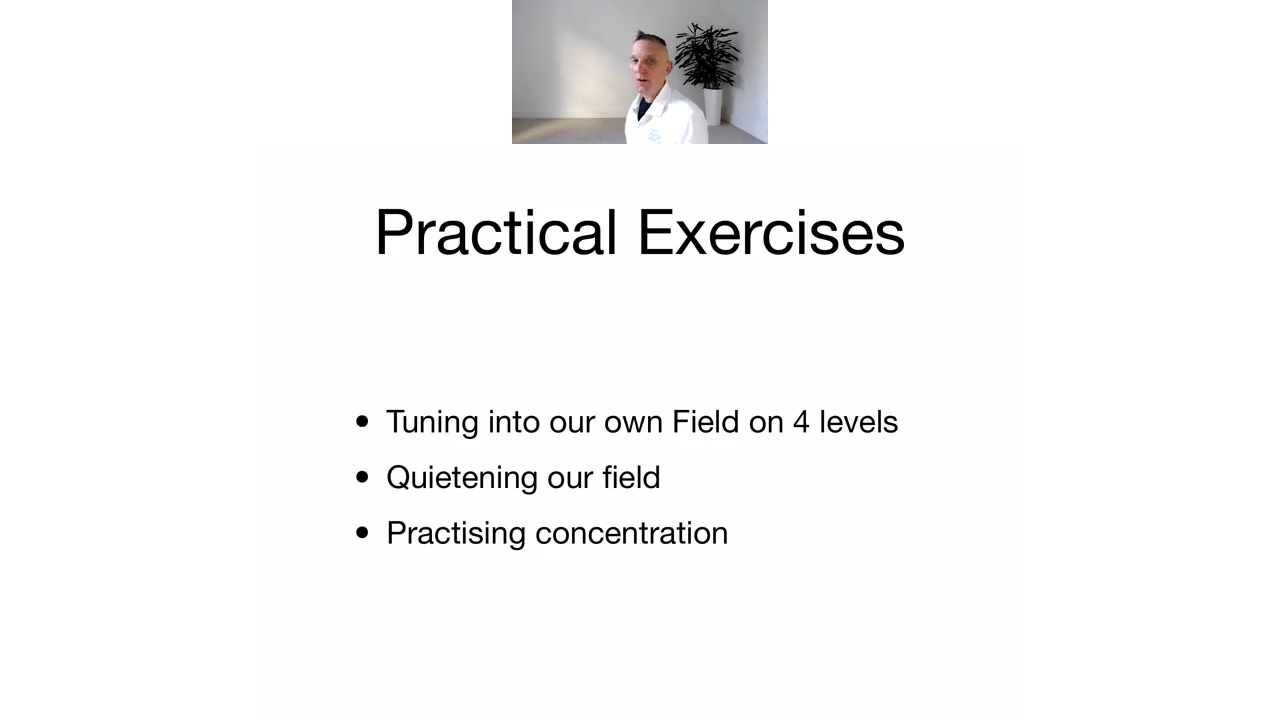 Practical Exercises
• Tuning into our own Field on 4 levels
• Quietening our field
• Practising concentration